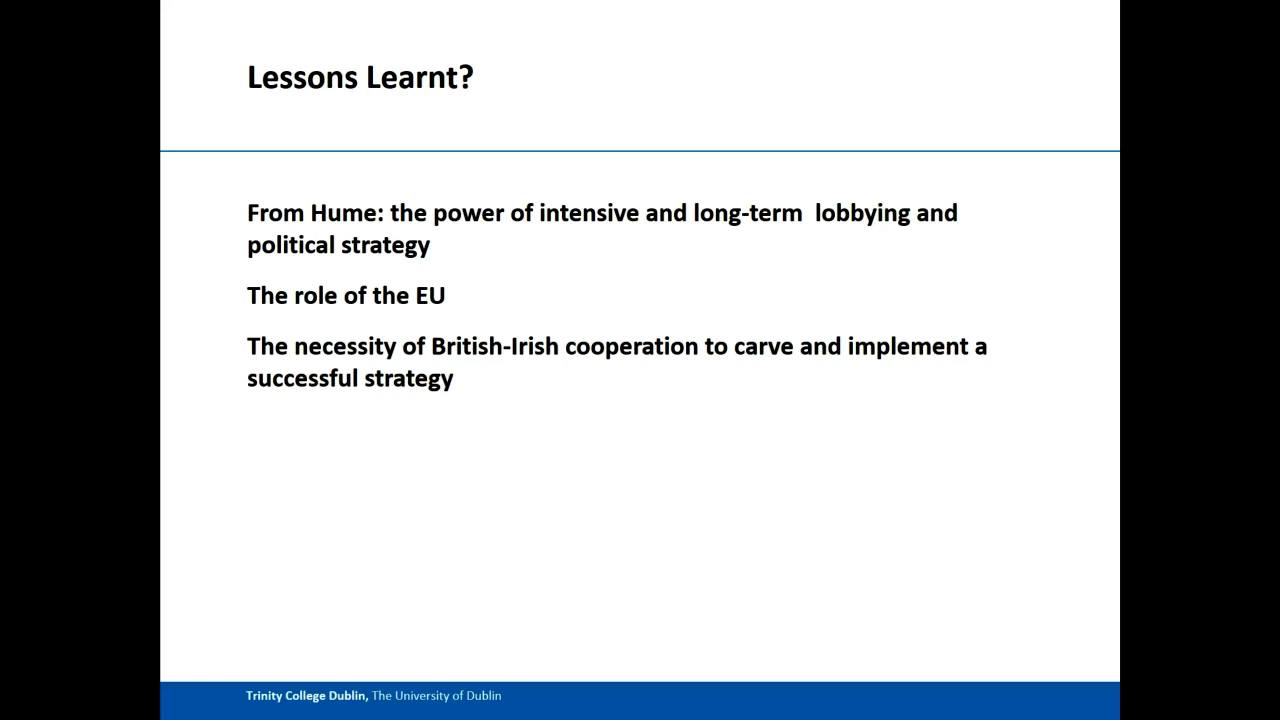 Lessons Learnt?
From Hume: the power of intensive and long-term  lobbying and
political strategy
The role of the EU
The necessity of British-Irish cooperation to carve and implement a
successful strategy
Trinity College Dublin, The University of Dublin